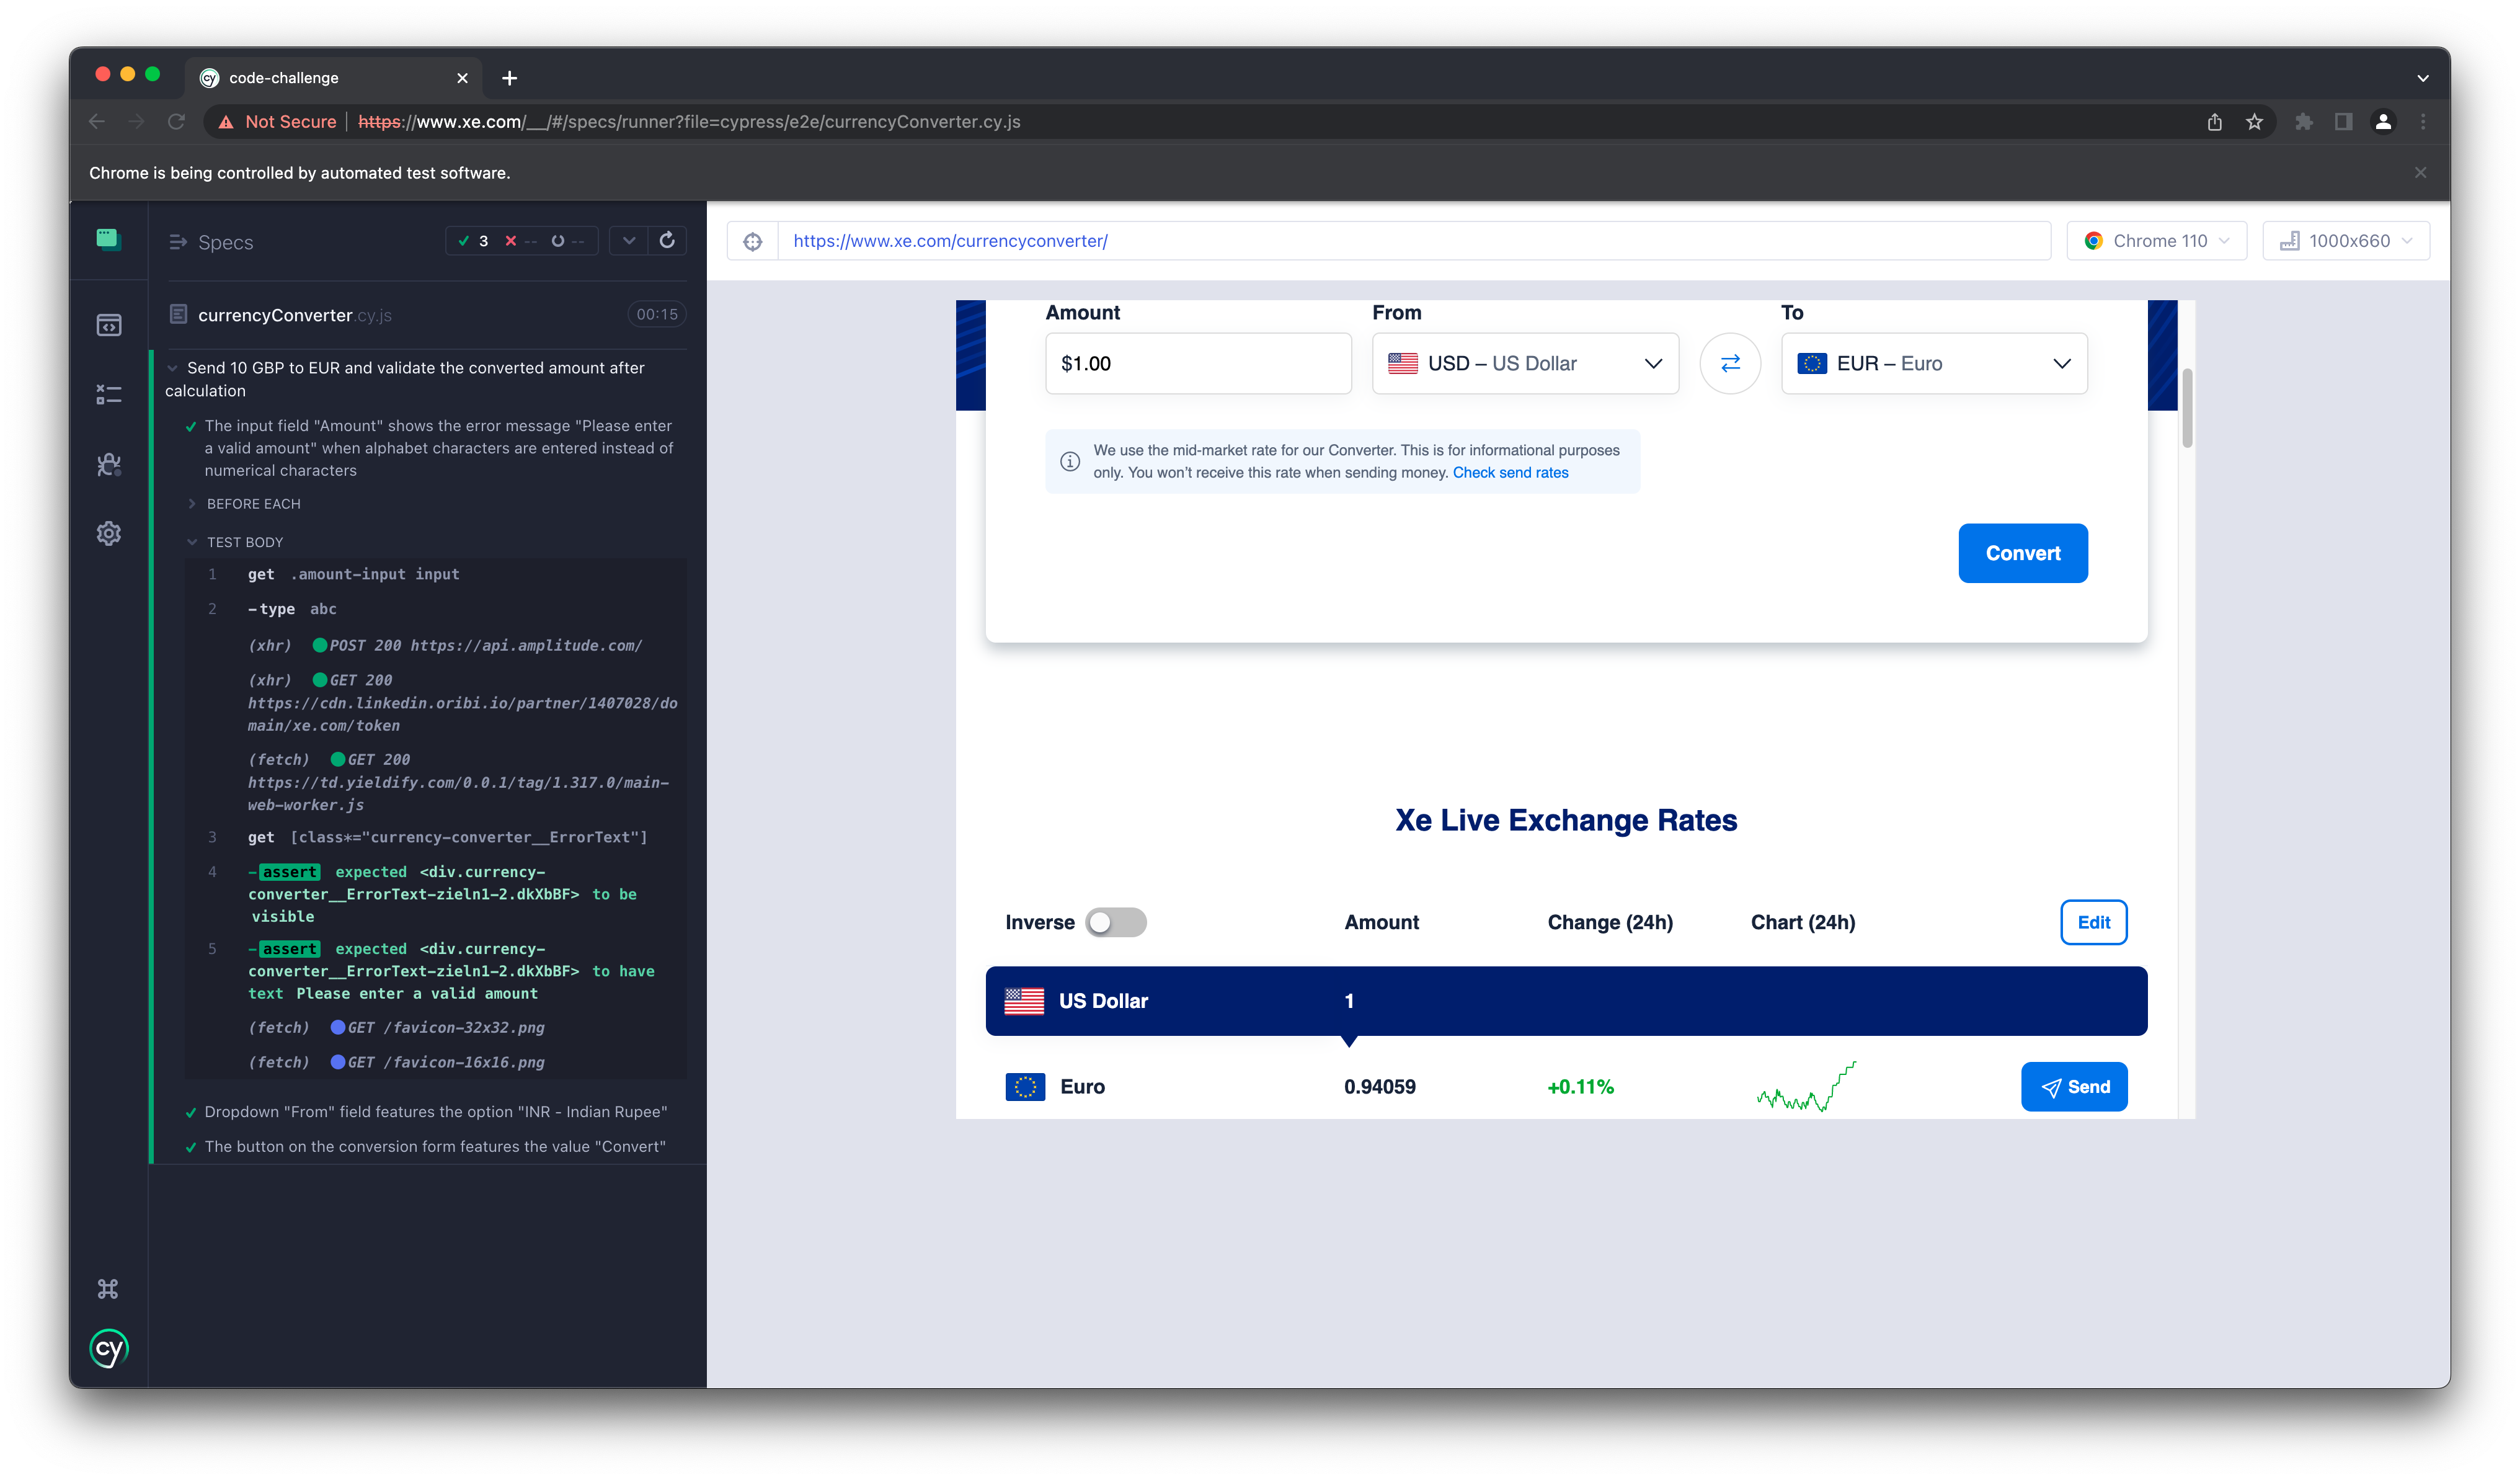 code-challenge
Not Secure https://www.xe.com/__/#/specs/runner?file=cypress/e2e/currencyConverter.cy.js
Chrome is being controlled by automated test software.
Specs
3 -- --
currencyConverter.cy.js
00:15
Send 10 GBP to EUR and validate the converted amount after
calculation
The input field "Amount" shows the error message "Please enter
a valid amount" when alphabet characters are entered instead of
numerical characters
BEFORE EACH
TEST BODY
1 get .amount-input input
2 -type abc
(xhr) POST 200 https://api.amplitude.com/
(xhr) GET 200
https://cdn.linkedin.oribi.io/partner/1407028/do
main/xe.com/token
(fetch) GET 200
https://td.yieldify.com/0.0.1/tag/1.317.0/main-
web-worker.js
3 get [class*="currency-converter__ErrorText"]
4 -assert expected <div.currency-
converter__ErrorText-zieln1-2.dkXbBF> to be
visible
5 -assert expected <div.currency-
converter__ErrorText-zieln1-2.dkXbBF> to have
text Please enter a valid amount
(fetch) GET /favicon-32x32.png
(fetch) GET /favicon-16x16.png
Dropdown "From" field features the option "INR - Indian Rupee"
The button on the conversion form features the value "Convert"
cy
https://www.xe.com/currencyconverter/
Chrome 110
1000x660
Amount
From
To
$1.00
USD – US Dollar
EUR – Euro
We use the mid-market rate for our Converter. This is for informational purposes
only. You won’t receive this rate when sending money. Check send rates
Convert
Xe Live Exchange Rates
Inverse
Amount
Change (24h)
Chart (24h)
Edit
US Dollar
1
Euro
0.94059
+0.11%
Send